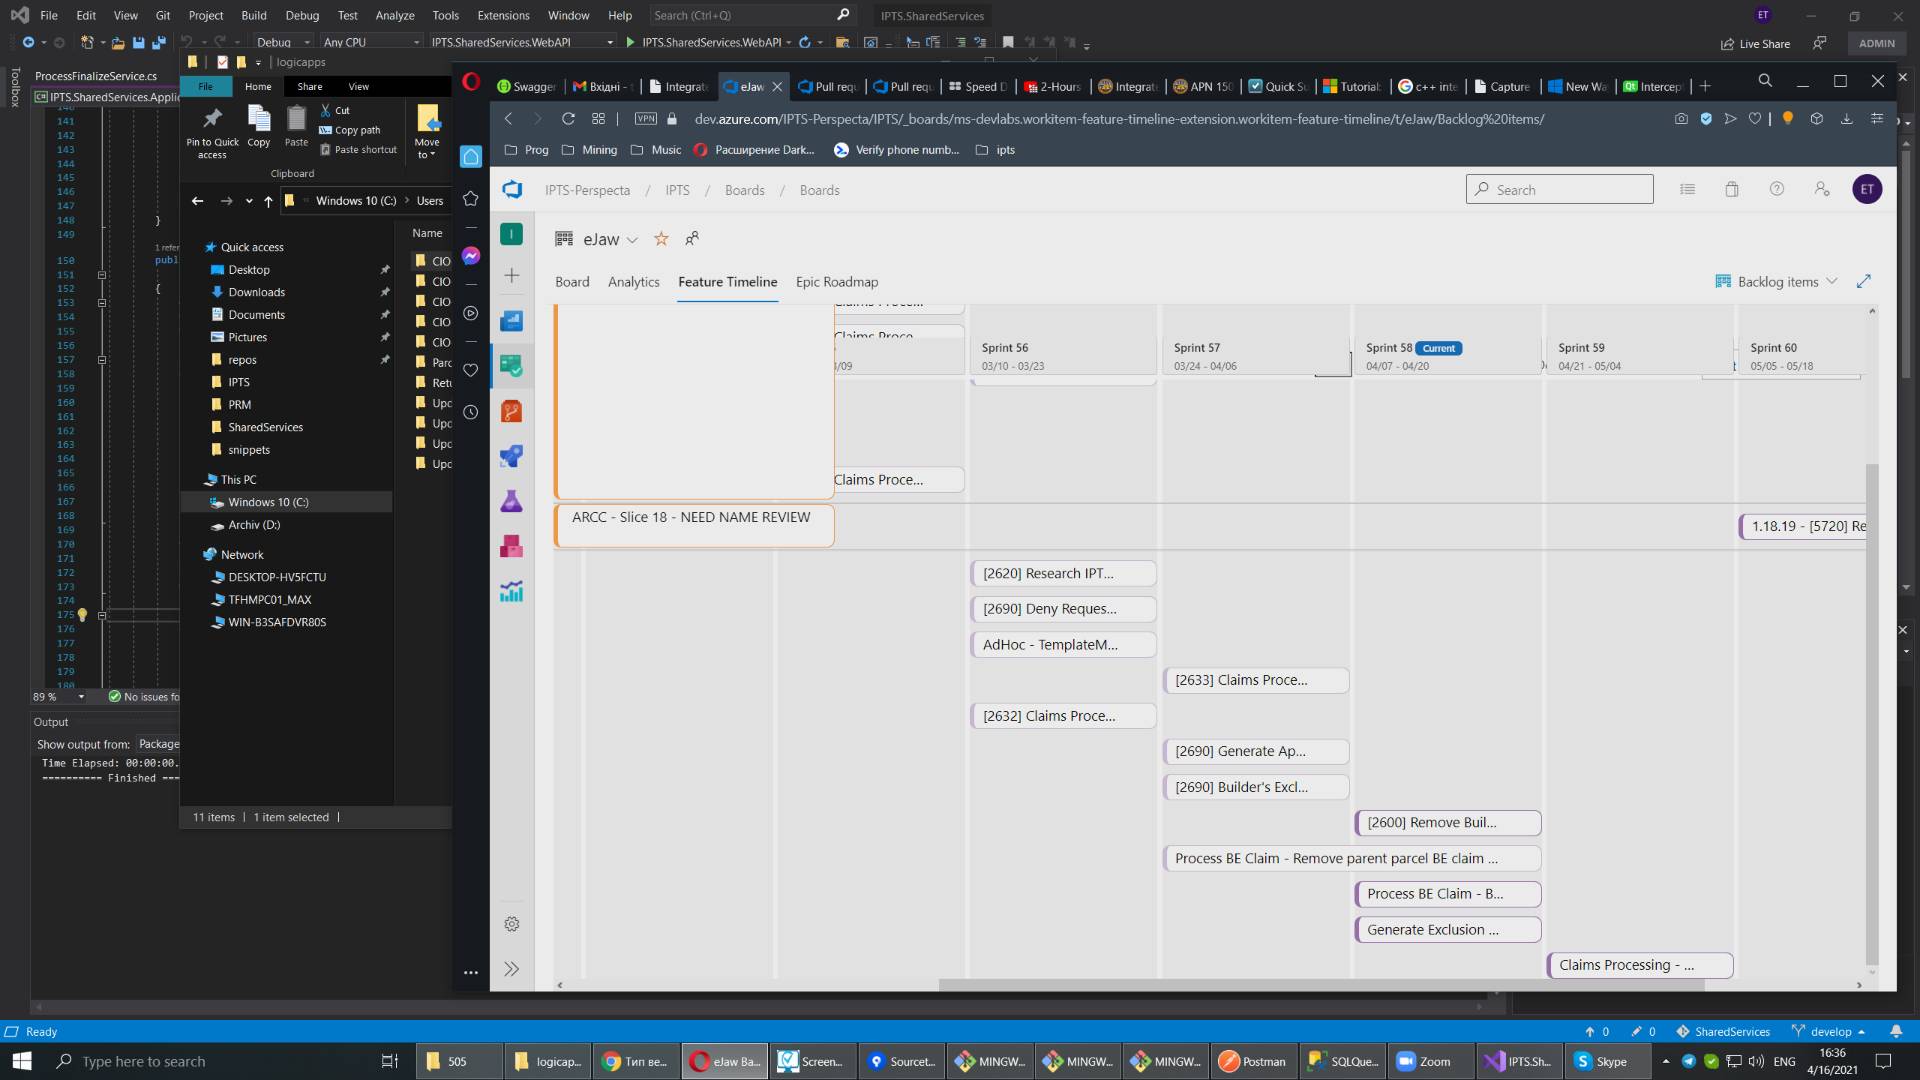 File Edit View Git Project Build Debug Test Analyze Tools Extensions Window Help Search (Ctrl+Q) IPTS.SharedServices ET
Debug Any CPU IPTS.SharedServices.WebAPI IPTS.SharedServices.WebAPI Live Share ADMIN
Toolbox
ProcessFinalizeService.cs
IPTS.SharedServices.Applic
141
142
143
144
145
146
147
148 }
149
1 refer
150 publ
151
152 {
153
154
155
156
157
158
159
160
161
162
163
164
165
166
167
168
169
170
171
172
173
174
175
176
177
178
179
180
89 % No issues fo
Output
Show output from: Package
Time Elapsed: 00:00:00.
========== Finished ===
logicapps
File Home Share View
Pin to Quick access
Copy
Paste
Cut
Copy path
Paste shortcut
Move to
Clipboard
Windows 10 (C:) Users
Name
Quick access
Desktop
Downloads
Documents
Pictures
repos
IPTS
PRM
SharedServices
snippets
This PC
Windows 10 (C:)
Archiv (D:)
Network
DESKTOP-HV5FCTU
TFHMPC01_MAX
WIN-B3SAFDVR80S
CIO
CIO
CIO
CIO
CIO
Parc
Retu
Upd
Upd
Upd
Upd
11 items 1 item selected
Swagger Вхідні - Integrate eJaw Pull requ Pull requ Speed D 2-Hours Integrate APN 150 Quick Su Tutorial: c++ inte Capture New Wa Intercep
VPN dev.azure.com/IPTS-Perspecta/IPTS/_boards/ms-devlabs.workitem-feature-timeline-extension.workitem-feature-timeline/t/eJaw/Backlog%20items/
Prog Mining Music Расширение Dark... Verify phone numb... ipts
IPTS-Perspecta / IPTS / Boards / Boards Search ET
I
eJaw
Board Analytics Feature Timeline Epic Roadmap Backlog items
Claims Proce...
Sprint 56 Sprint 57 Sprint 58 Current Sprint 59 Sprint 60
/09 03/10 - 03/23 03/24 - 04/06 04/07 - 04/20 04/21 - 05/04 05/05 - 05/18
Claims Proce...
ARCC - Slice 18 - NEED NAME REVIEW
1.18.19 - [5720] Re
[2620] Research IPT...
[2690] Deny Reques...
AdHoc - TemplateM...
[2633] Claims Proce...
[2632] Claims Proce...
[2690] Generate Ap...
[2690] Builder's Excl...
[2600] Remove Buil...
Process BE Claim - Remove parent parcel BE claim ...
Process BE Claim - B...
Generate Exclusion ...
Claims Processing - ...
Ready 0 0 SharedServices develop
Type here to search 505 logicap... Тип ве... eJaw Ba... Screen... Sourcet... MINGW... MINGW... MINGW... Postman SQLQue... Zoom IPTS.Sh... Skype ENG 16:36
4/16/2021